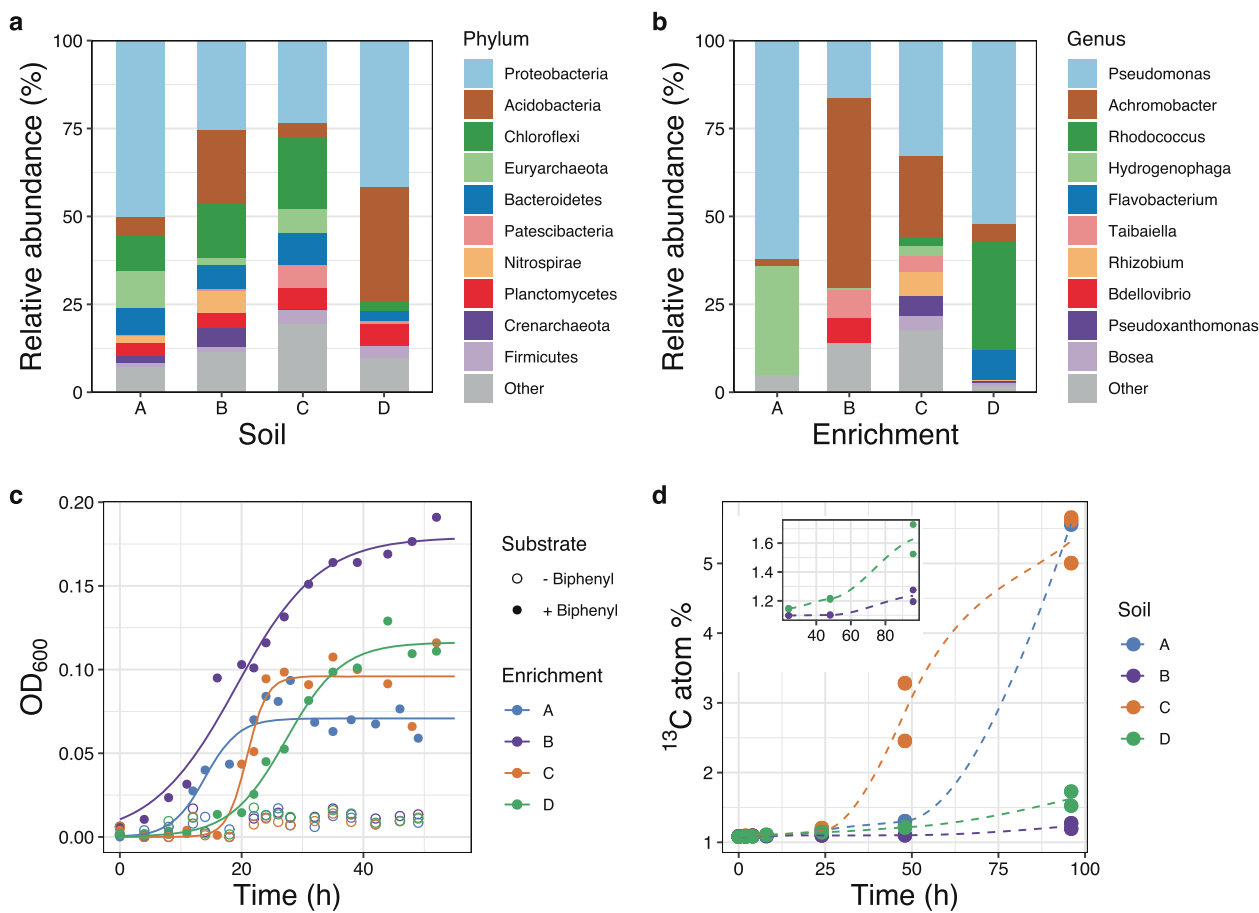 a
Relative abundance (%)
100
75
50
25
0
A B C D
Soil
Phylum
Proteobacteria
Acidobacteria
Chloroflexi
Euryarchaeota
Bacteroidetes
Patescibacteria
Nitrospirae
Planctomycetes
Crenarchaeota
Firmicutes
Other
b
Relative abundance (%)
100
75
50
25
0
A B C D
Enrichment
Genus
Pseudomonas
Achromobacter
Rhodococcus
Hydrogenophaga
Flavobacterium
Taibaiella
Rhizobium
Bdellovibrio
Pseudoxanthomonas
Bosea
Other
c
OD600
0.20
0.15
0.10
0.05
0.00
0 20 40
Time (h)
Substrate
- Biphenyl
+ Biphenyl
Enrichment
A
B
C
D
d
13C atom %
5
4
3
2
1
1.6
1.4
1.2
40 60 80
0 25 50 75 100
Time (h)
Soil
A
B
C
D